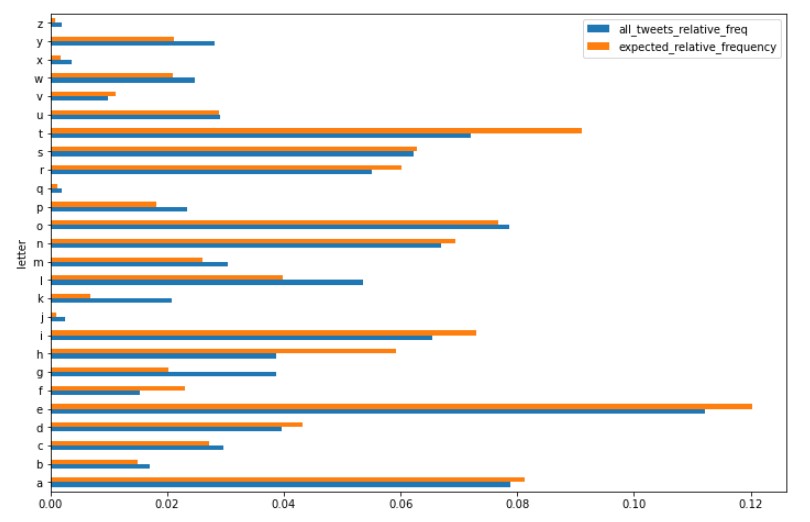 all_tweets_relative_freq
expected_relative_frequency
z
y
x
w
v
u
t
s
r
q
p
o
n
m
l
k
j
i
h
g
f
e
d
c
b
a
letter
0.00 0.02 0.04 0.06 0.08 0.10 0.12